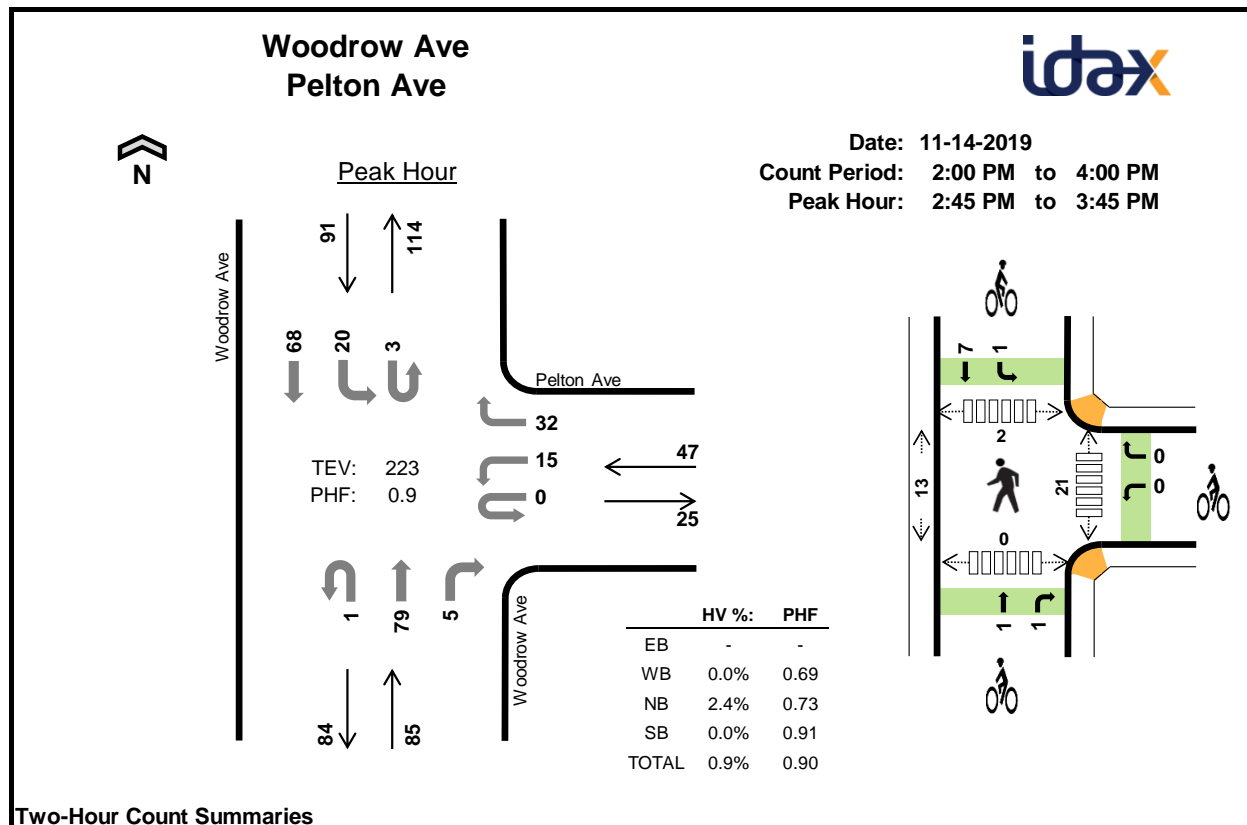 Woodrow Ave
Pelton Ave
idax
N
Peak Hour
Date: 11-14-2019
Count Period: 2:00 PM to 4:00 PM
Peak Hour: 2:45 PM to 3:45 PM
91
114
Woodrow Ave
68
20
3
Pelton Ave
32
TEV: 223
15
47
PHF: 0.9
0
25
1
79
5
Woodrow Ave
84
85
7
1
2
0
0
13
21
0
1
1
HV %: PHF
EB - -
WB 0.0% 0.69
NB 2.4% 0.73
SB 0.0% 0.91
TOTAL 0.9% 0.90
Two-Hour Count Summaries